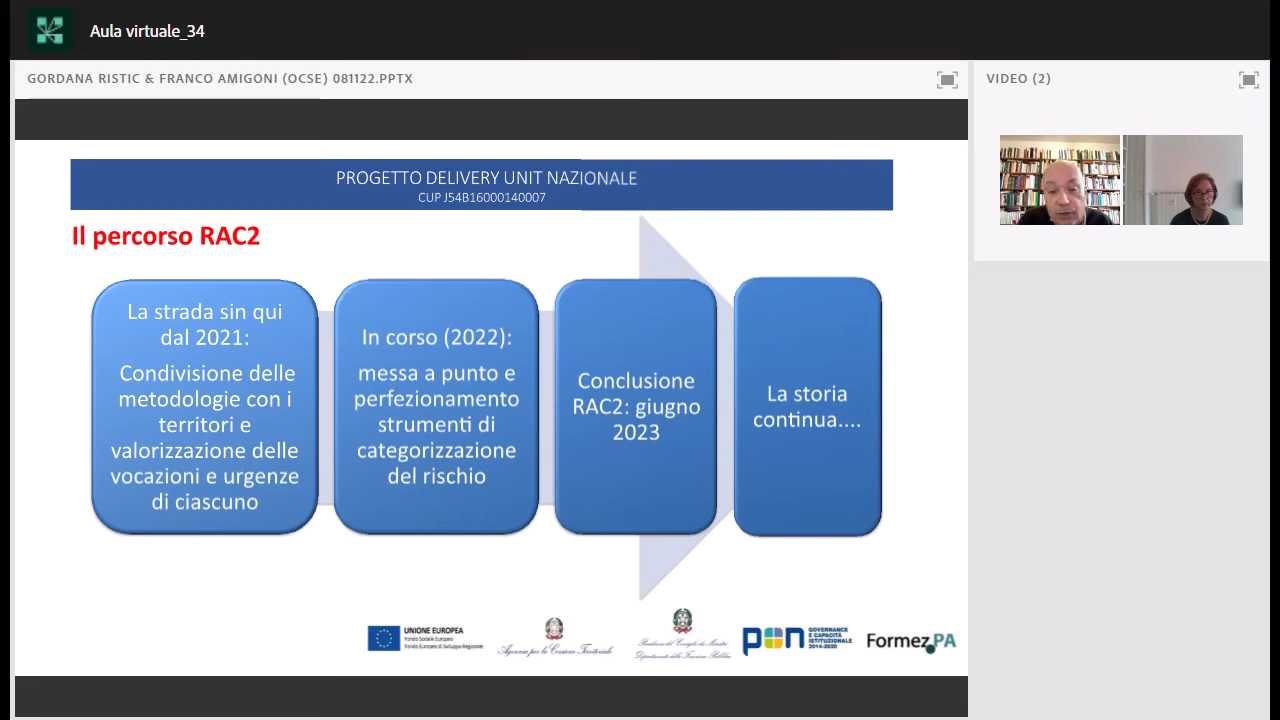 Aula virtuale_34
GORDANA RISTIC & FRANCO AMIGONI (OCSE) 081122.PPTX
VIDEO (2)
PROGETTO DELIVERY UNIT NAZIONALE
CUP J54B16000140007
Il percorso RAC2
La strada sin qui
dal 2021:
Condivisione delle
metodologie con i
territori e
valorizzazione delle
vocazioni e urgenze
di ciascuno
In corso (2022):
messa a punto e
perfezionamento
strumenti di
categorizzazione
del rischio
Conclusione
RAC2: giugno
2023
La storia
continua....
UNIONE EUROPEA
Fondo Sociale Europeo
Fondo Europeo di Sviluppo Regionale
Agenzia per la Coesione Territoriale
Presidenza del Consiglio dei Ministri
Dipartimento della Funzione Pubblica
pon
GOVERNANCE
E CAPACITÀ
ISTITUZIONALE
2014-2020
FormezPA